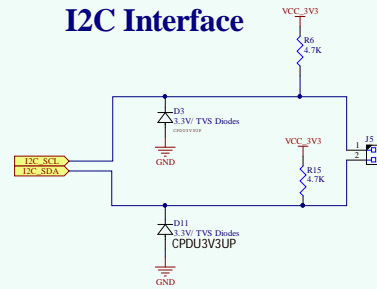 I2C Interface
VCC_3V3
R6
4.7K
D3
3.3V/ TVS Diodes
CPDU3V3UP
GND
VCC_3V3
J5
1
2
I2C_SCL
I2C_SDA
R15
4.7K
D11
3.3V/ TVS Diodes
CPDU3V3UP
GND